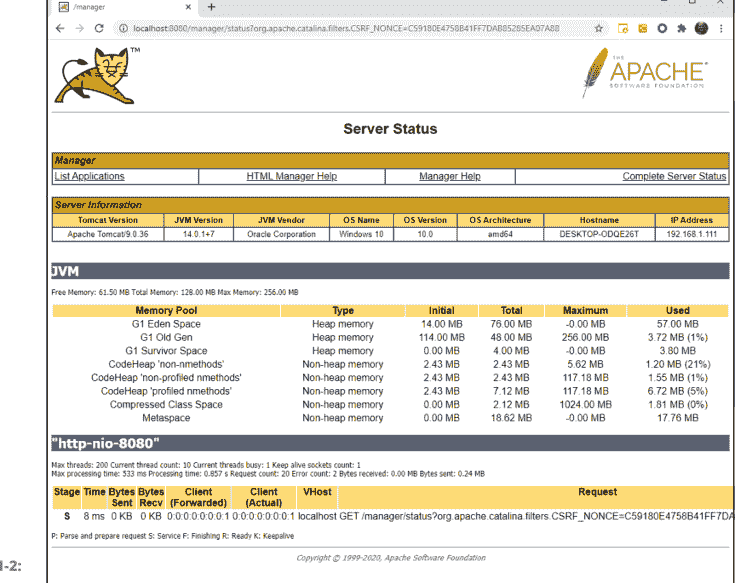 /manager
localhost:8080/manager/status?org.apache.catalina.filters.CSRF_NONCE=C59180E4758B41FF7DAB85285EA07A88
TM
THE
APACHE
SOFTWARE FOUNDATION
Server Status
Manager
List Applications HTML Manager Help Manager Help Complete Server Status
Server Information
Tomcat Version JVM Version JVM Vendor OS Name OS Version OS Architecture Hostname IP Address
Apache Tomcat/9.0.36 14.0.1+7 Oracle Corporation Windows 10 10.0 amd64 DESKTOP-ODQE26T 192.168.1.111
JVM
Free Memory: 61.50 MB Total Memory: 128.00 MB Max Memory: 256.00 MB
Memory Pool Type Initial Total Maximum Used
G1 Eden Space Heap memory 14.00 MB 76.00 MB -0.00 MB 57.00 MB
G1 Old Gen Heap memory 114.00 MB 48.00 MB 256.00 MB 3.72 MB (1%)
G1 Survivor Space Heap memory 0.00 MB 4.00 MB -0.00 MB 3.80 MB
CodeHeap 'non-nmethods' Non-heap memory 2.43 MB 2.43 MB 5.62 MB 1.20 MB (21%)
CodeHeap 'non-profiled nmethods' Non-heap memory 2.43 MB 2.43 MB 117.18 MB 1.55 MB (1%)
CodeHeap 'profiled nmethods' Non-heap memory 2.43 MB 7.12 MB 117.18 MB 6.72 MB (5%)
Compressed Class Space Non-heap memory 0.00 MB 2.12 MB 1024.00 MB 1.81 MB (0%)
Metaspace Non-heap memory 0.00 MB 18.62 MB -0.00 MB 17.76 MB
"http-nio-8080"
Max threads: 200 Current thread count: 10 Current threads busy: 1 Keep alive sockets count: 1
Max processing time: 533 ms Processing time: 0.857 s Request count: 20 Error count: 2 Bytes received: 0.00 MB Bytes sent: 0.24 MB
Stage Time Bytes Sent Bytes Recv Client (Forwarded) Client (Actual) VHost Request
S 8 ms 0 KB 0 KB 0:0:0:0:0:0:0:1 0:0:0:0:0:0:0:1 localhost GET /manager/status?org.apache.catalina.filters.CSRF_NONCE=C59180E4758B41FF7DA
P: Parse and prepare request S: Service F: Finishing R: Ready K: Keepalive
Copyright © 1999-2020, Apache Software Foundation
1-2: